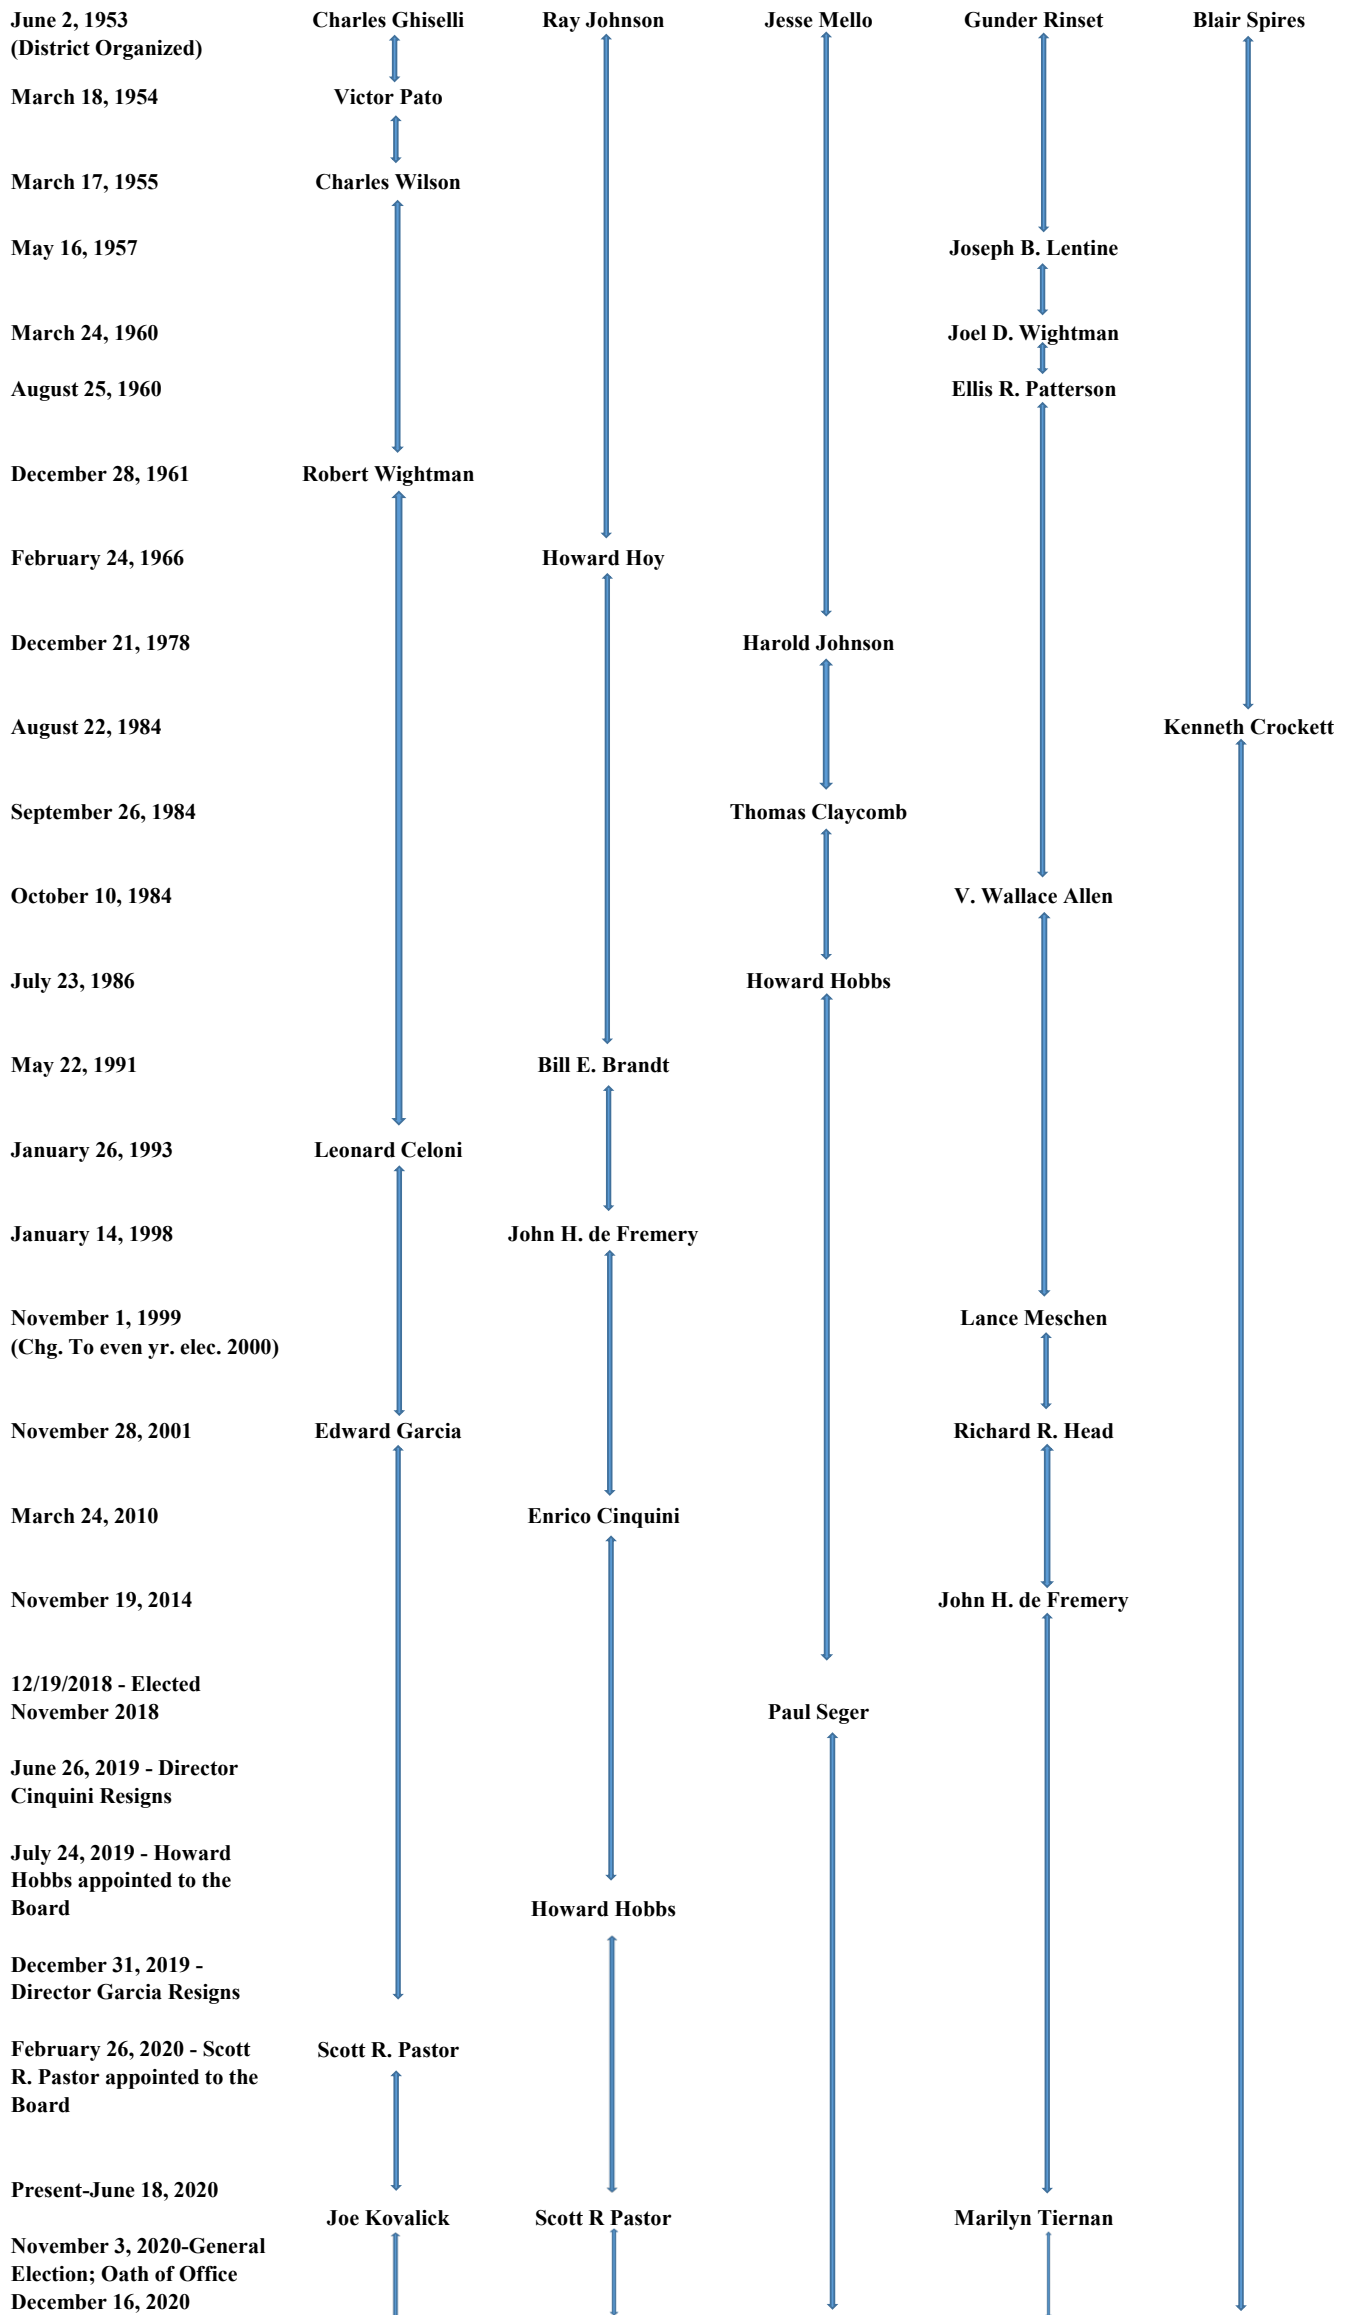 June 2, 1953 Charles Ghiselli Ray Johnson Jesse Mello Gunder Rinset Blair Spires
(District Organized)
March 18, 1954 Victor Pato
March 17, 1955 Charles Wilson
May 16, 1957 Joseph B. Lentine
March 24, 1960 Joel D. Wightman
August 25, 1960 Ellis R. Patterson
December 28, 1961 Robert Wightman
February 24, 1966 Howard Hoy
December 21, 1978 Harold Johnson
August 22, 1984 Kenneth Crockett
September 26, 1984 Thomas Claycomb
October 10, 1984 V. Wallace Allen
July 23, 1986 Howard Hobbs
May 22, 1991 Bill E. Brandt
January 26, 1993 Leonard Celoni
January 14, 1998 John H. de Fremery
November 1, 1999 Lance Meschen
(Chg. To even yr. elec. 2000)
November 28, 2001 Edward Garcia Richard R. Head
March 24, 2010 Enrico Cinquini
November 19, 2014 John H. de Fremery
12/19/2018 - Elected
November 2018 Paul Seger
June 26, 2019 - Director
Cinquini Resigns
July 24, 2019 - Howard
Hobbs appointed to the
Board Howard Hobbs
December 31, 2019 -
Director Garcia Resigns
February 26, 2020 - Scott Scott R. Pastor
R. Pastor appointed to the
Board
Present-June 18, 2020
Joe Kovalick Scott R Pastor Marilyn Tiernan
November 3, 2020-General
Election; Oath of Office
December 16, 2020